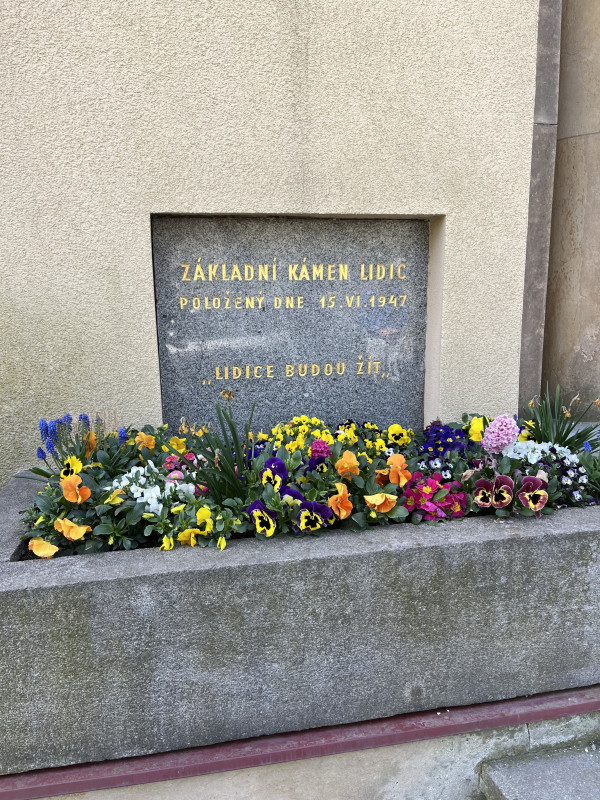 ZÁKLADNÍ KÁMEN LIDIC
POLOŽENÝ DNE 15.VI.1947
„LIDICE BUDOU ŽÍT„